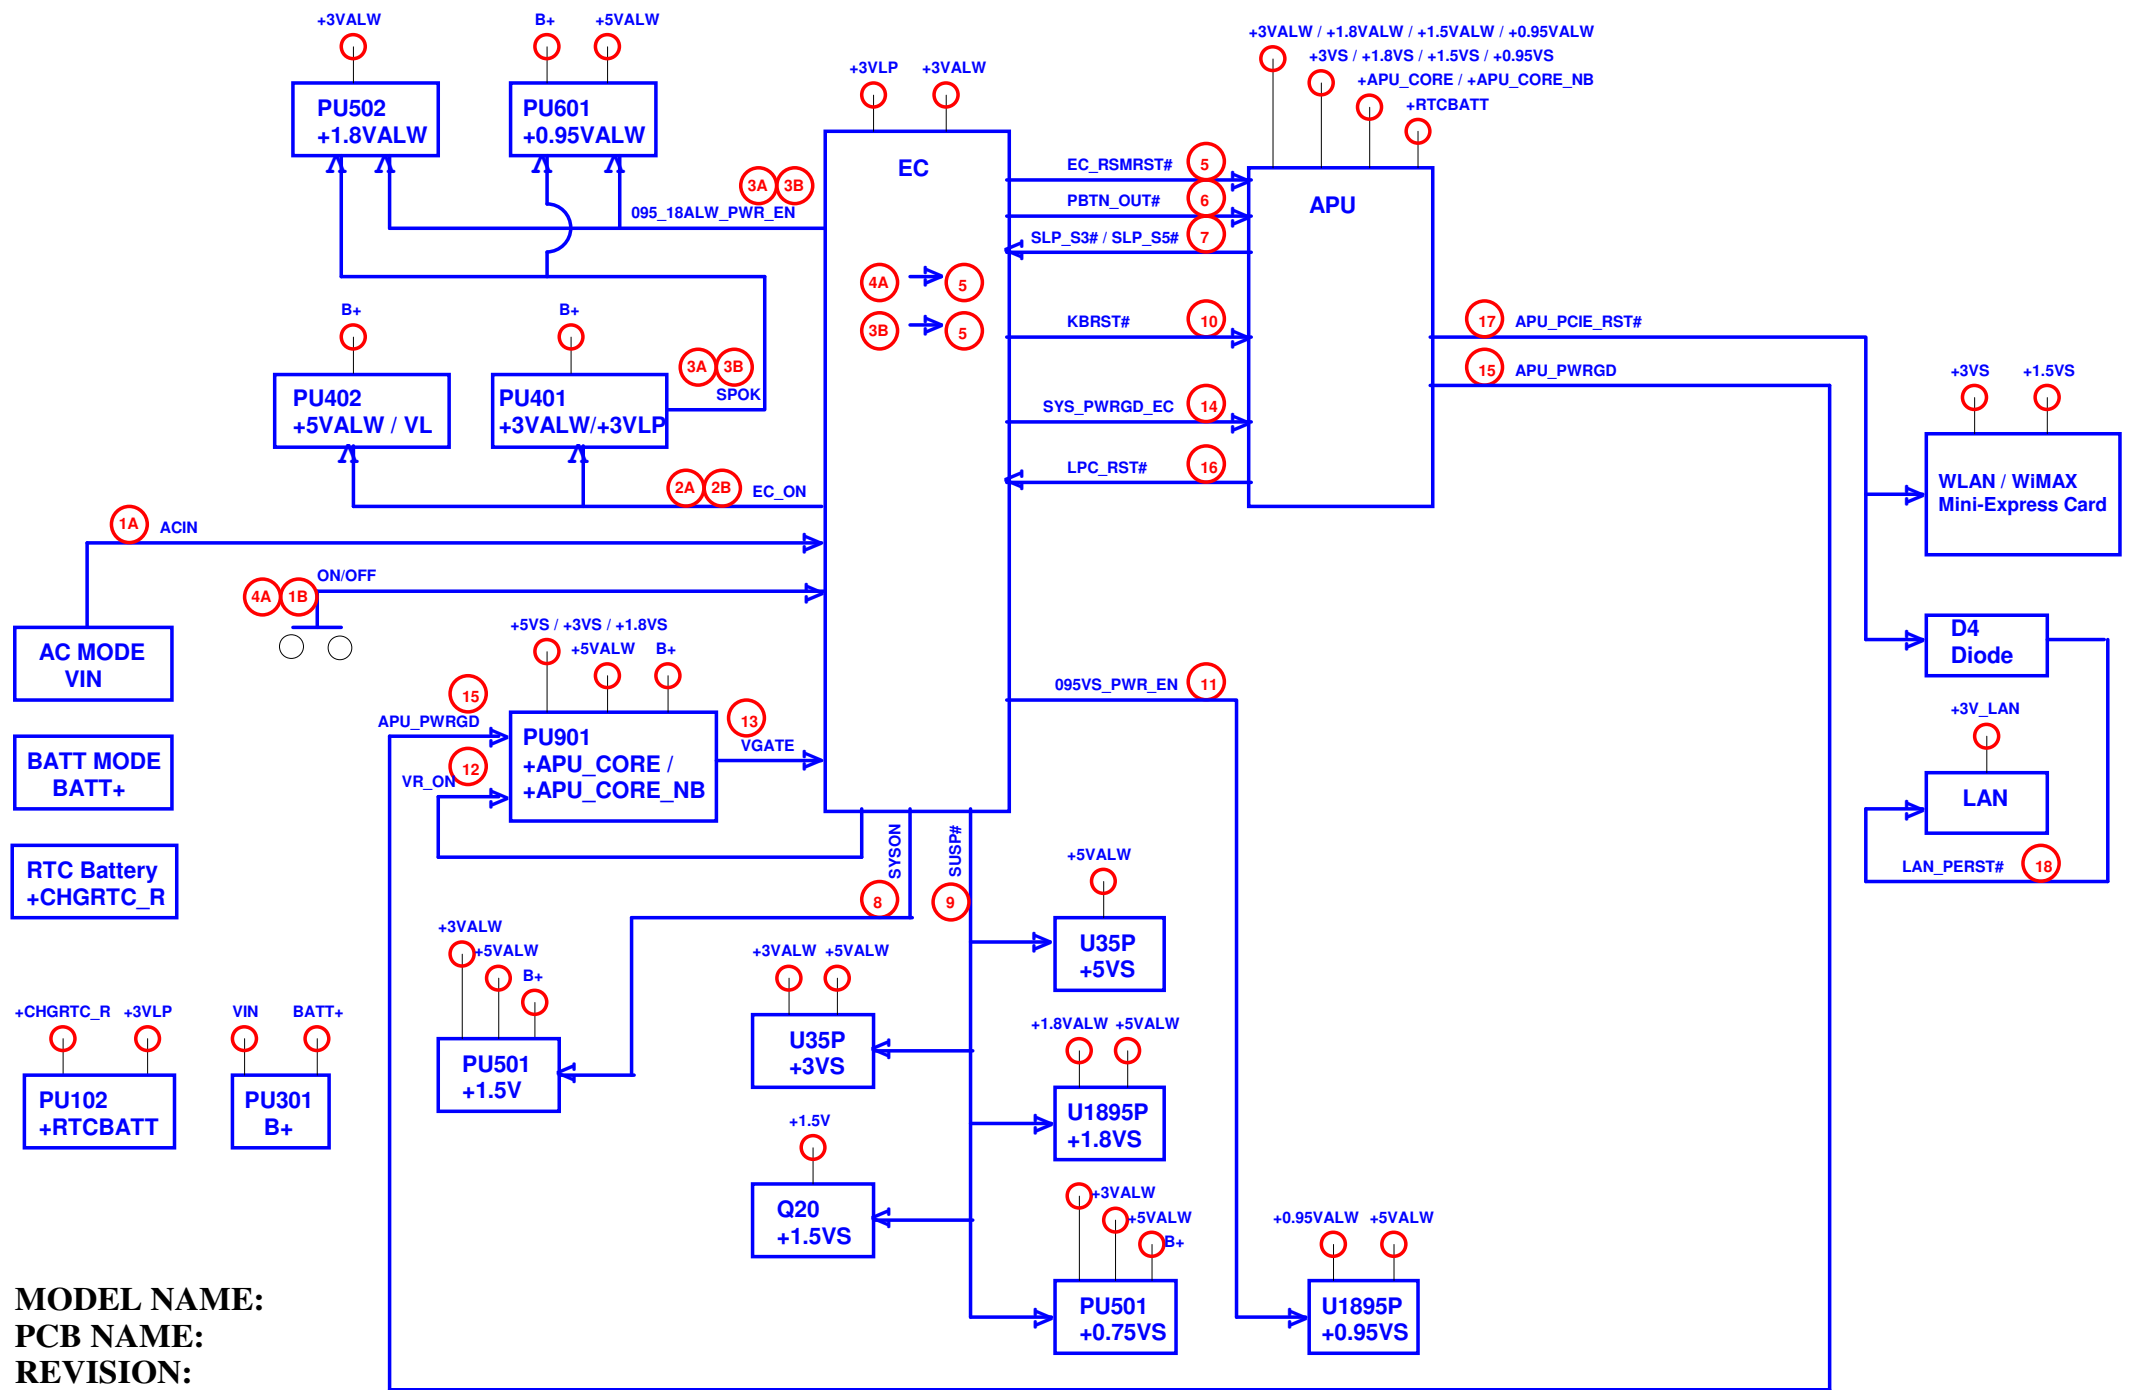 +3VALW
B+
+5VALW
PU502
+1.8VALW
PU601
+0.95VALW
+3VLP
+3VALW
+3VALW / +1.8VALW / +1.5VALW / +0.95VALW
+3VS / +1.8VS / +1.5VS / +0.95VS
+APU_CORE / +APU_CORE_NB
+RTCBATT
EC
APU
3A
3B
095_18ALW_PWR_EN
EC_RSMRST#
5
PBTN_OUT#
6
SLP_S3# / SLP_S5#
7
4A
5
3B
5
KBRST#
10
SYS_PWRGD_EC
14
LPC_RST#
16
B+
B+
PU402
+5VALW / VL
PU401
+3VALW/+3VLP
3A
3B
SPOK
2A
2B
EC_ON
1A
ACIN
4A
1B
ON/OFF
17
APU_PCIE_RST#
15
APU_PWRGD
+3VS
+1.5VS
WLAN / WiMAX
Mini-Express Card
AC MODE
VIN
BATT MODE
BATT+
RTC Battery
+CHGRTC_R
+5VS / +3VS / +1.8VS
+5VALW
B+
15
APU_PWRGD
12
VR_ON
PU901
+APU_CORE /
+APU_CORE_NB
13
VGATE
095VS_PWR_EN
11
D4
Diode
+3V_LAN
LAN
LAN_PERST#
18
SYSON
8
SUSP#
9
+5VALW
U35P
+5VS
+3VALW
+5VALW
B+
PU501
+1.5V
+3VALW
+5VALW
U35P
+3VS
+1.8VALW
+5VALW
U1895P
+1.8VS
+1.5V
Q20
+1.5VS
+3VALW
+5VALW
B+
PU501
+0.75VS
+0.95VALW
+5VALW
U1895P
+0.95VS
+CHGRTC_R
+3VLP
PU102
+RTCBATT
VIN
BATT+
PU301
B+
MODEL NAME:
PCB NAME:
REVISION: